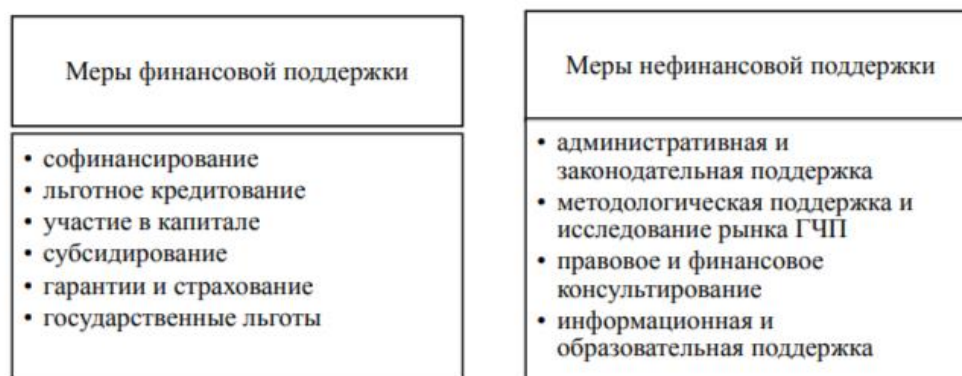 Меры финансовой поддержки
• софинансирование
• льготное кредитование
• участие в капитале
• субсидирование
• гарантии и страхование
• государственные льготы
Меры нефинансовой поддержки
• административная и
законодательная поддержка
• методологическая поддержка и
исследование рынка ГЧП
• правовое и финансовое
консультирование
• информационная и
образовательная поддержка